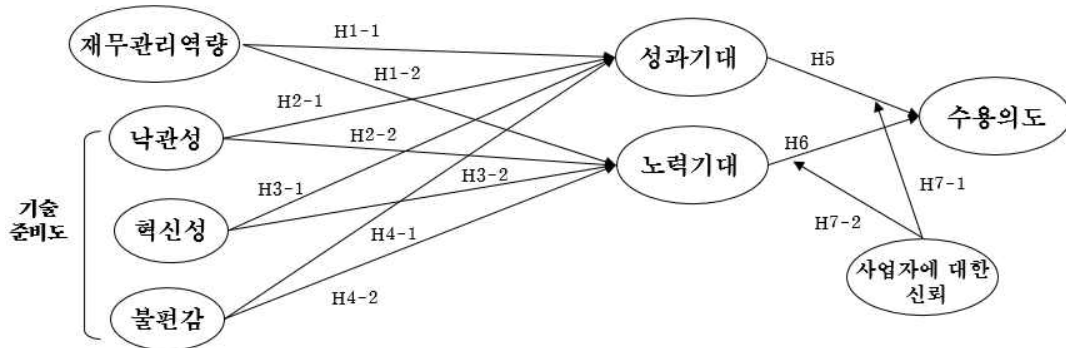 재무관리역량
H1-1
성과기대
H5
H1-2
H2-1
낙관성
H2-2
수용의도
노력기대
H6
H3-2
H3-1
H7-1
기술
준비도
혁신성
H4-1
H7-2
사업자에 대한
신뢰
H4-2
불편감